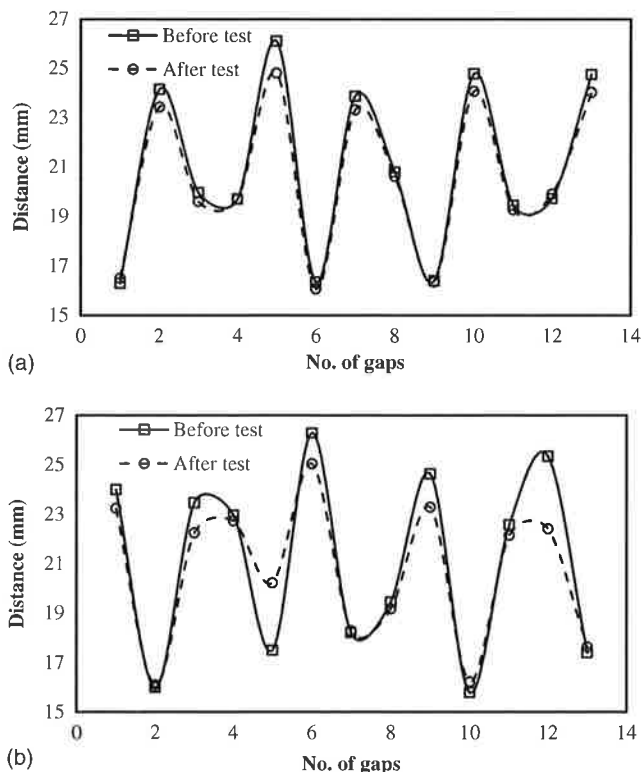 27
25
23
21
19
17
15
Distance (mm)
Before test
After test
0 2 4 6 8 10 12 14
No. of gaps
(a)
27
25
23
21
19
17
15
Distance (mm)
Before test
After test
0 2 4 6 8 10 12 14
No. of gaps
(b)